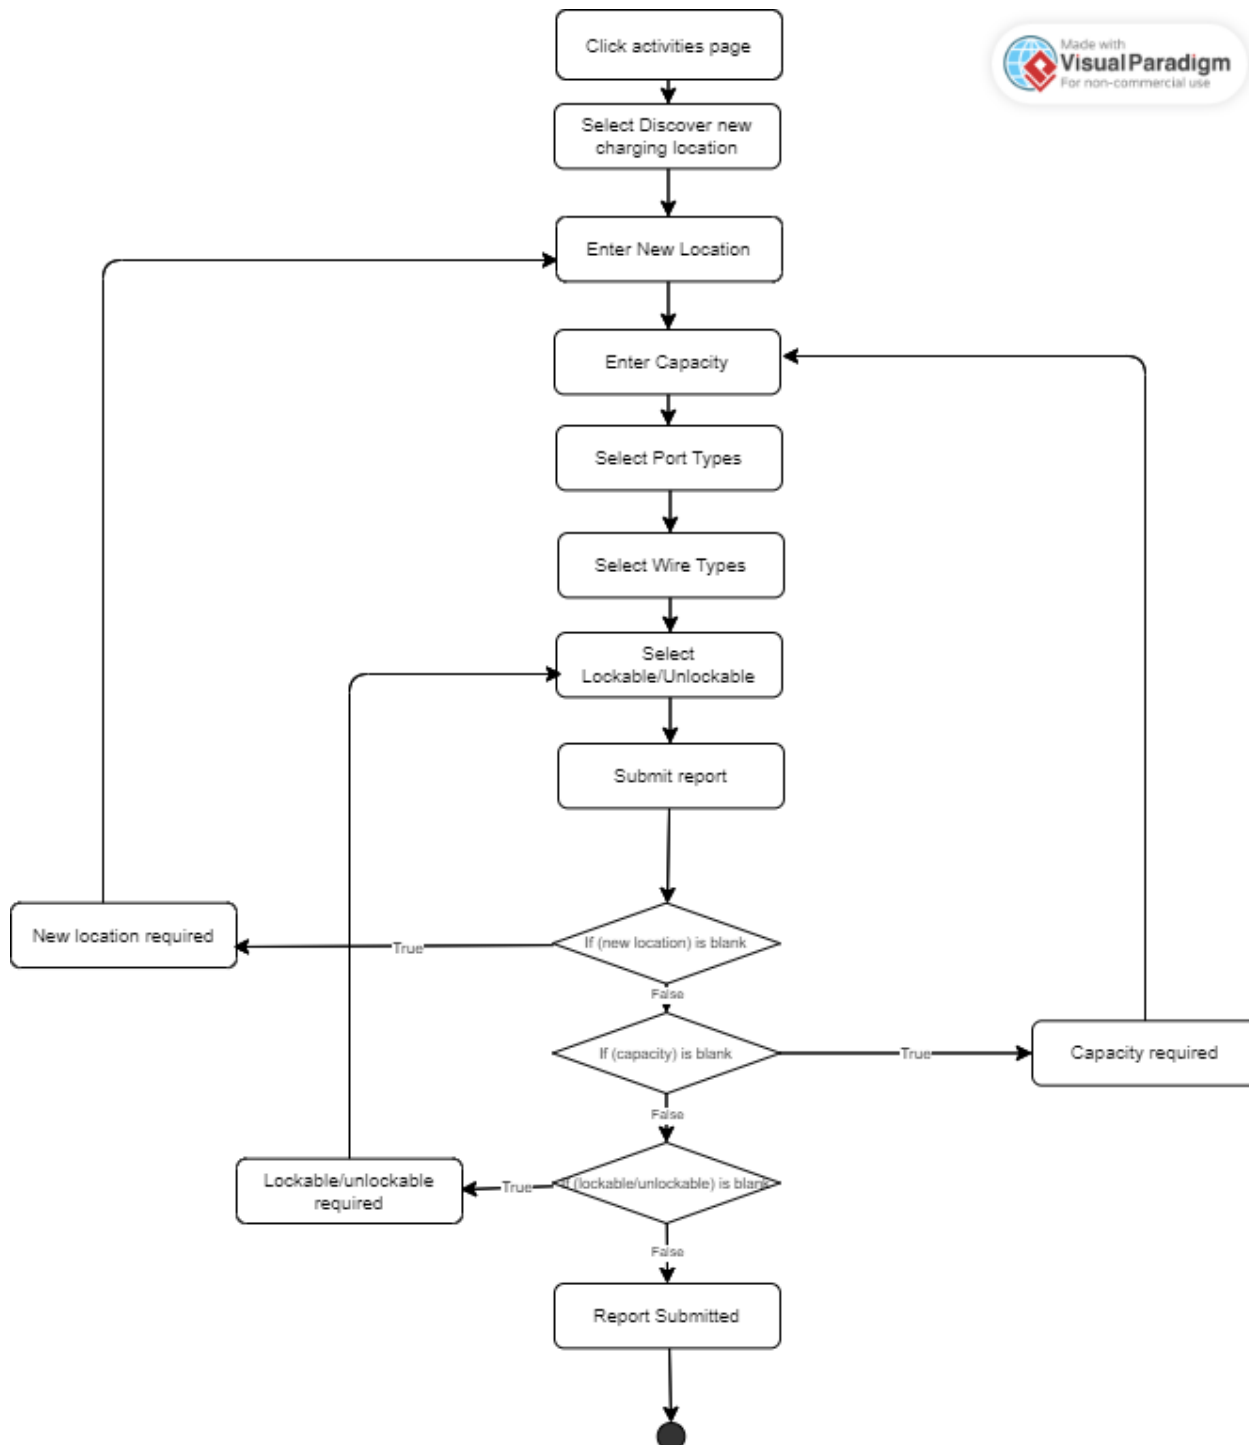 Click activities page
Made with
Visual Paradigm
For non-commercial use
Select Discover new
charging location
Enter New Location
Enter Capacity
Select Port Types
Select Wire Types
Select
Lockable/Unlockable
Submit report
New location required
True
If (new location) is blank
False
If (capacity) is blank
True
Capacity required
False
Lockable/unlockable
required
True
If (lockable/unlockable) is blank
False
Report Submitted